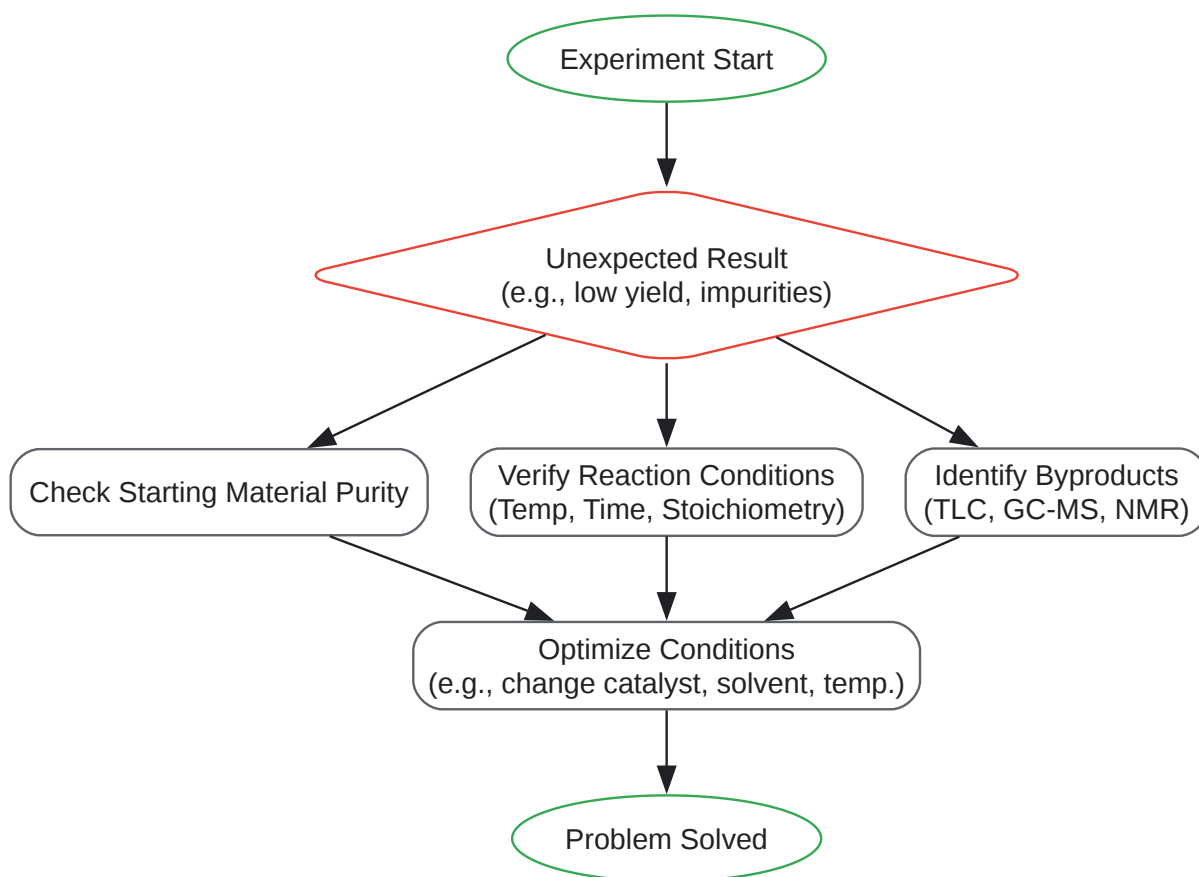 Experiment Start
Unexpected Result
(e.g., low yield, impurities)
Check Starting Material Purity
Verify Reaction Conditions
(Temp, Time, Stoichiometry)
Identify Byproducts
(TLC, GC-MS, NMR)
Optimize Conditions
(e.g., change catalyst, solvent, temp.)
Problem Solved